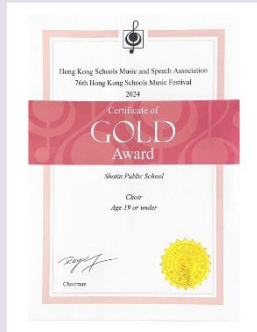 Hong Kong Schools Music and Speech Association
76th Hong Kong Schools Music Festival
2024
Certificate of
GOLD
Award
Shatin Public School
Choir
Age 19 or under
Chairman